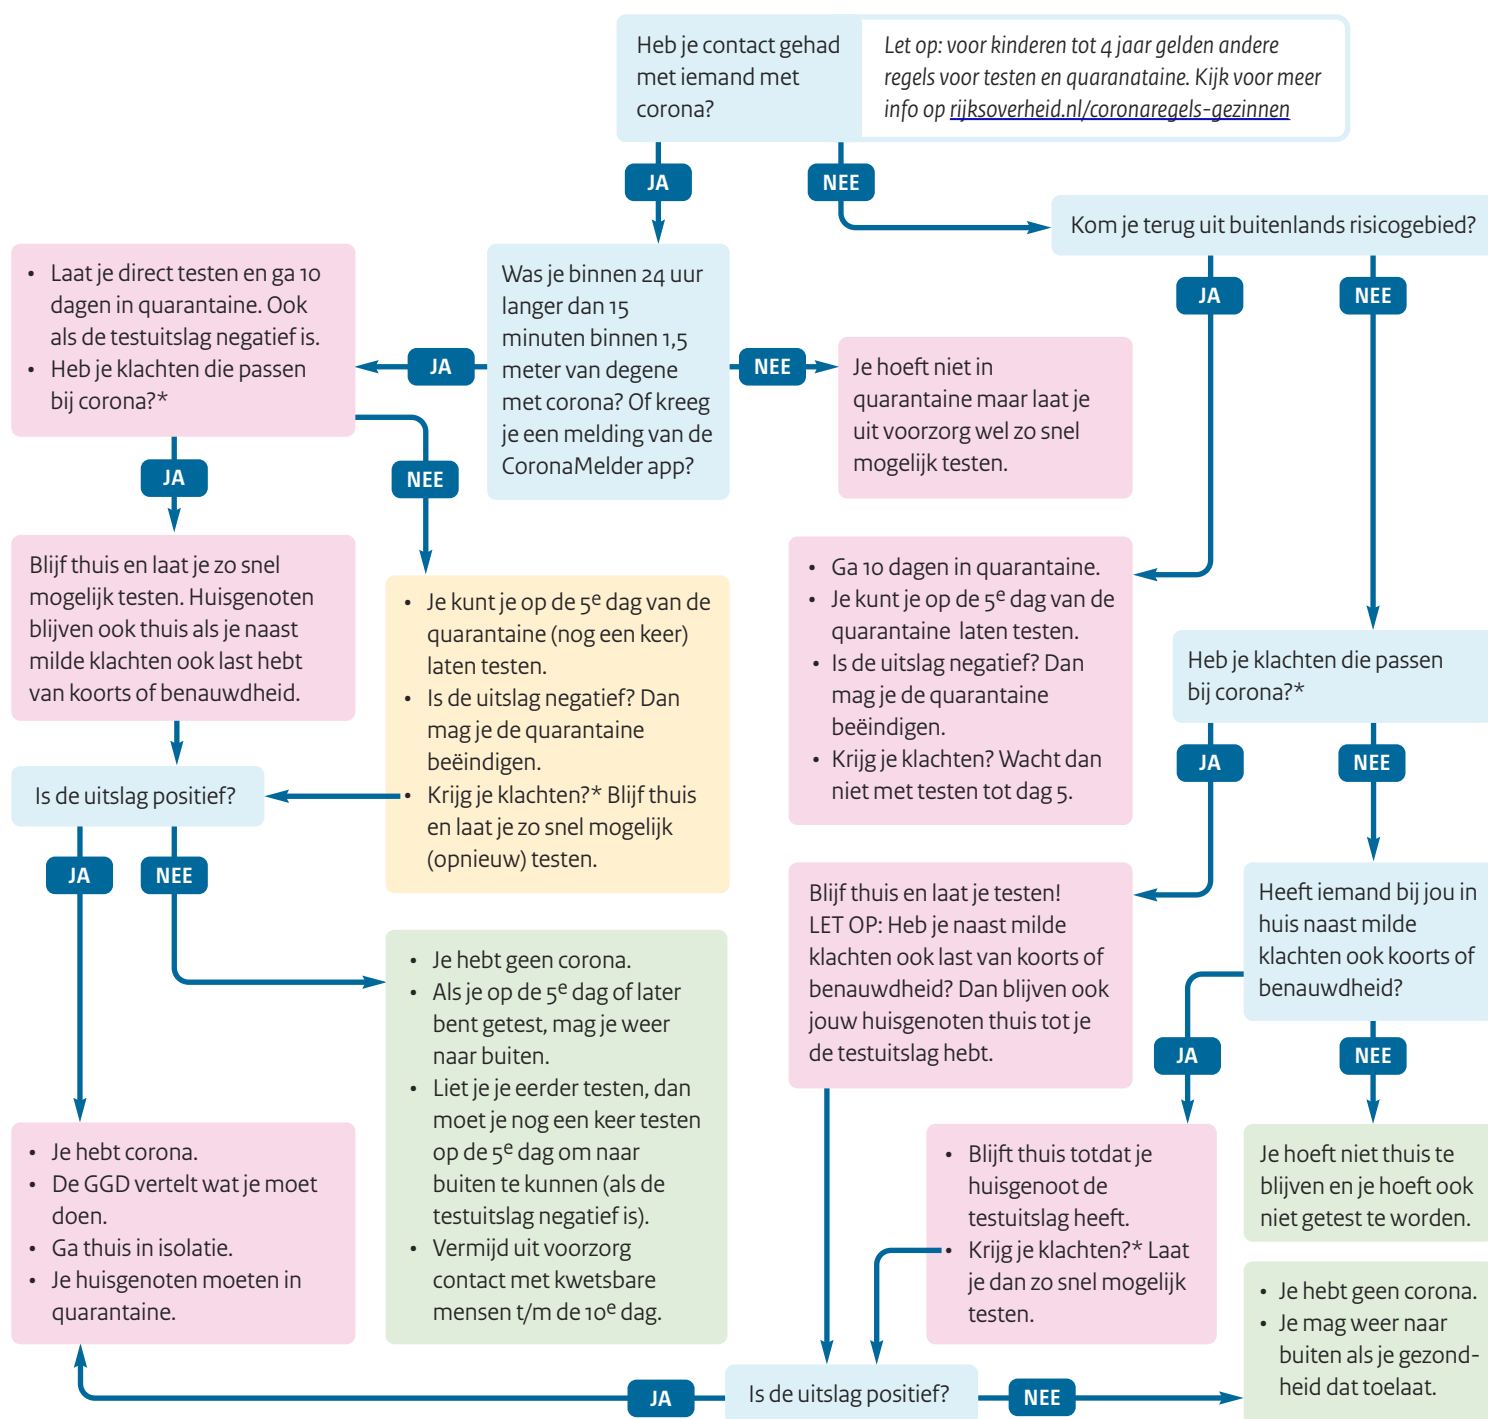 Heb je contact gehad
met iemand met
corona?
Let op: voor kinderen tot 4 jaar gelden andere
regels voor testen en quaranataine. Kijk voor meer
info op rijksoverheid.nl/coronaregels-gezinnen
JA
NEE
Kom je terug uit buitenlands risicogebied?
JA
NEE
Was je binnen 24 uur
langer dan 15
minuten binnen 1,5
meter van degene
met corona? Of kreeg
je een melding van de
CoronaMelder app?
JA
NEE
• Laat je direct testen en ga 10
dagen in quarantaine. Ook
als de testuitslag negatief is.
• Heb je klachten die passen
bij corona?*
JA
NEE
Je hoeft niet in
quarantaine maar laat je
uit voorzorg wel zo snel
mogelijk testen.
Blijf thuis en laat je zo snel
mogelijk testen. Huisgenoten
blijven ook thuis als je naast
milde klachten ook last hebt
van koorts of benauwdheid.
• Je kunt je op de 5e dag van de
quarantaine (nog een keer)
laten testen.
• Is de uitslag negatief? Dan
mag je de quarantaine
beëindigen.
• Krijg je klachten?* Blijf thuis
en laat je zo snel mogelijk
(opnieuw) testen.
• Ga 10 dagen in quarantaine.
• Je kunt je op de 5e dag van de
quarantaine laten testen.
• Is de uitslag negatief? Dan
mag je de quarantaine
beëindigen.
• Krijg je klachten? Wacht dan
niet met testen tot dag 5.
Heb je klachten die passen
bij corona?*
JA
NEE
Is de uitslag positief?
JA
NEE
Blijf thuis en laat je testen!
LET OP: Heb je naast milde
klachten ook last van koorts of
benauwdheid? Dan blijven ook
jouw huisgenoten thuis tot je
de testuitslag hebt.
Heeft iemand bij jou in
huis naast milde
klachten ook koorts of
benauwdheid?
JA
NEE
• Je hebt geen corona.
• Als je op de 5e dag of later
bent getest, mag je weer
naar buiten.
• Liet je je eerder testen, dan
moet je nog een keer testen
op de 5e dag om naar
buiten te kunnen (als de
testuitslag negatief is).
• Vermijd uit voorzorg
contact met kwetsbare
mensen t/m de 10e dag.
• Je hebt corona.
• De GGD vertelt wat je moet
doen.
• Ga thuis in isolatie.
• Je huisgenoten moeten in
quarantaine.
• Blijft thuis totdat je
huisgenoot de
testuitslag heeft.
• Krijg je klachten?* Laat
je dan zo snel mogelijk
testen.
Je hoeft niet thuis te
blijven en je hoeft ook
niet getest te worden.
• Je hebt geen corona.
• Je mag weer naar
buiten als je gezond-
heid dat toelaat.
JA
Is de uitslag positief?
NEE